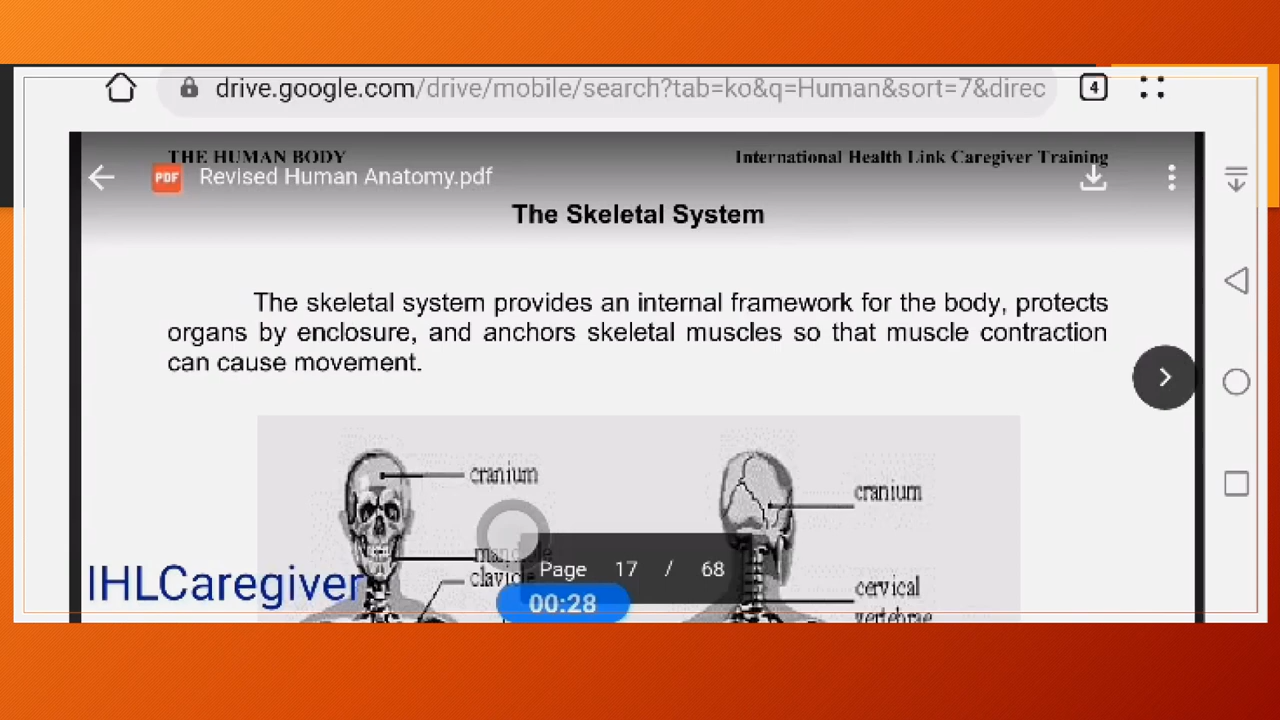 drive.google.com/drive/mobile/search?tab=ko&q=Human&sort=7&direc
4
THE HUMAN BODY
International Health Link Caregiver Training
PDF
Revised Human Anatomy.pdf
The Skeletal System
The skeletal system provides an internal framework for the body, protects
organs by enclosure, and anchors skeletal muscles so that muscle contraction
can cause movement.
cranium
cranium
mandible
clavicle
Page 17 / 68
cervical
vertebrae
IHLCaregiver
00:28